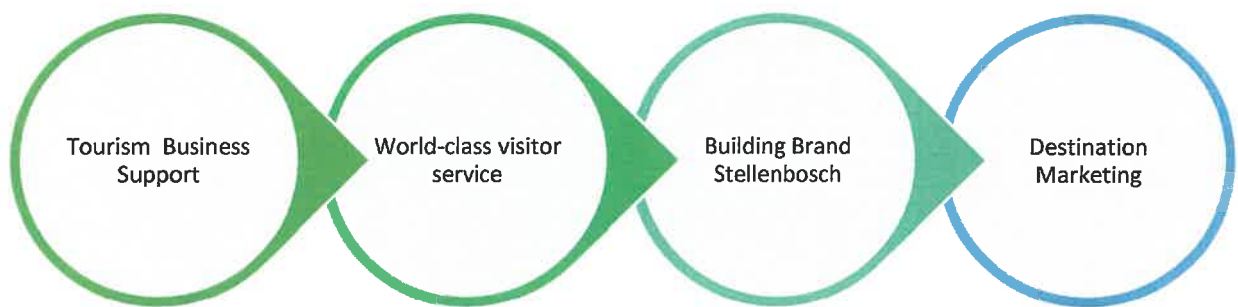 Tourism Business
Support
World-class visitor
service
Building Brand
Stellenbosch
Destination
Marketing